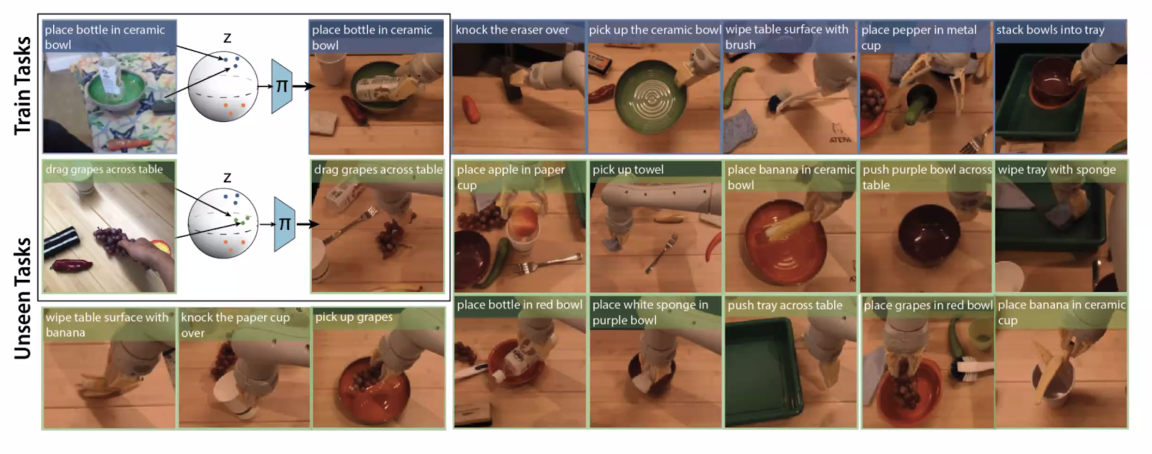 Train Tasks
place bottle in ceramic
bowl
z
π
place bottle in ceramic
bowl
knock the eraser over
pick up the ceramic bowl
wipe table surface with
brush
place pepper in metal
cup
stack bowls into tray
Unseen Tasks
drag grapes across table
z
π
drag grapes across table
place apple in paper
cup
pick up towel
place banana in ceramic
bowl
push purple bowl across
table
wipe tray with sponge
wipe table surface with
banana
knock the paper cup
over
pick up grapes
place bottle in red bowl
place white sponge in
purple bowl
push tray across table
place grapes in red bowl
place banana in ceramic
cup